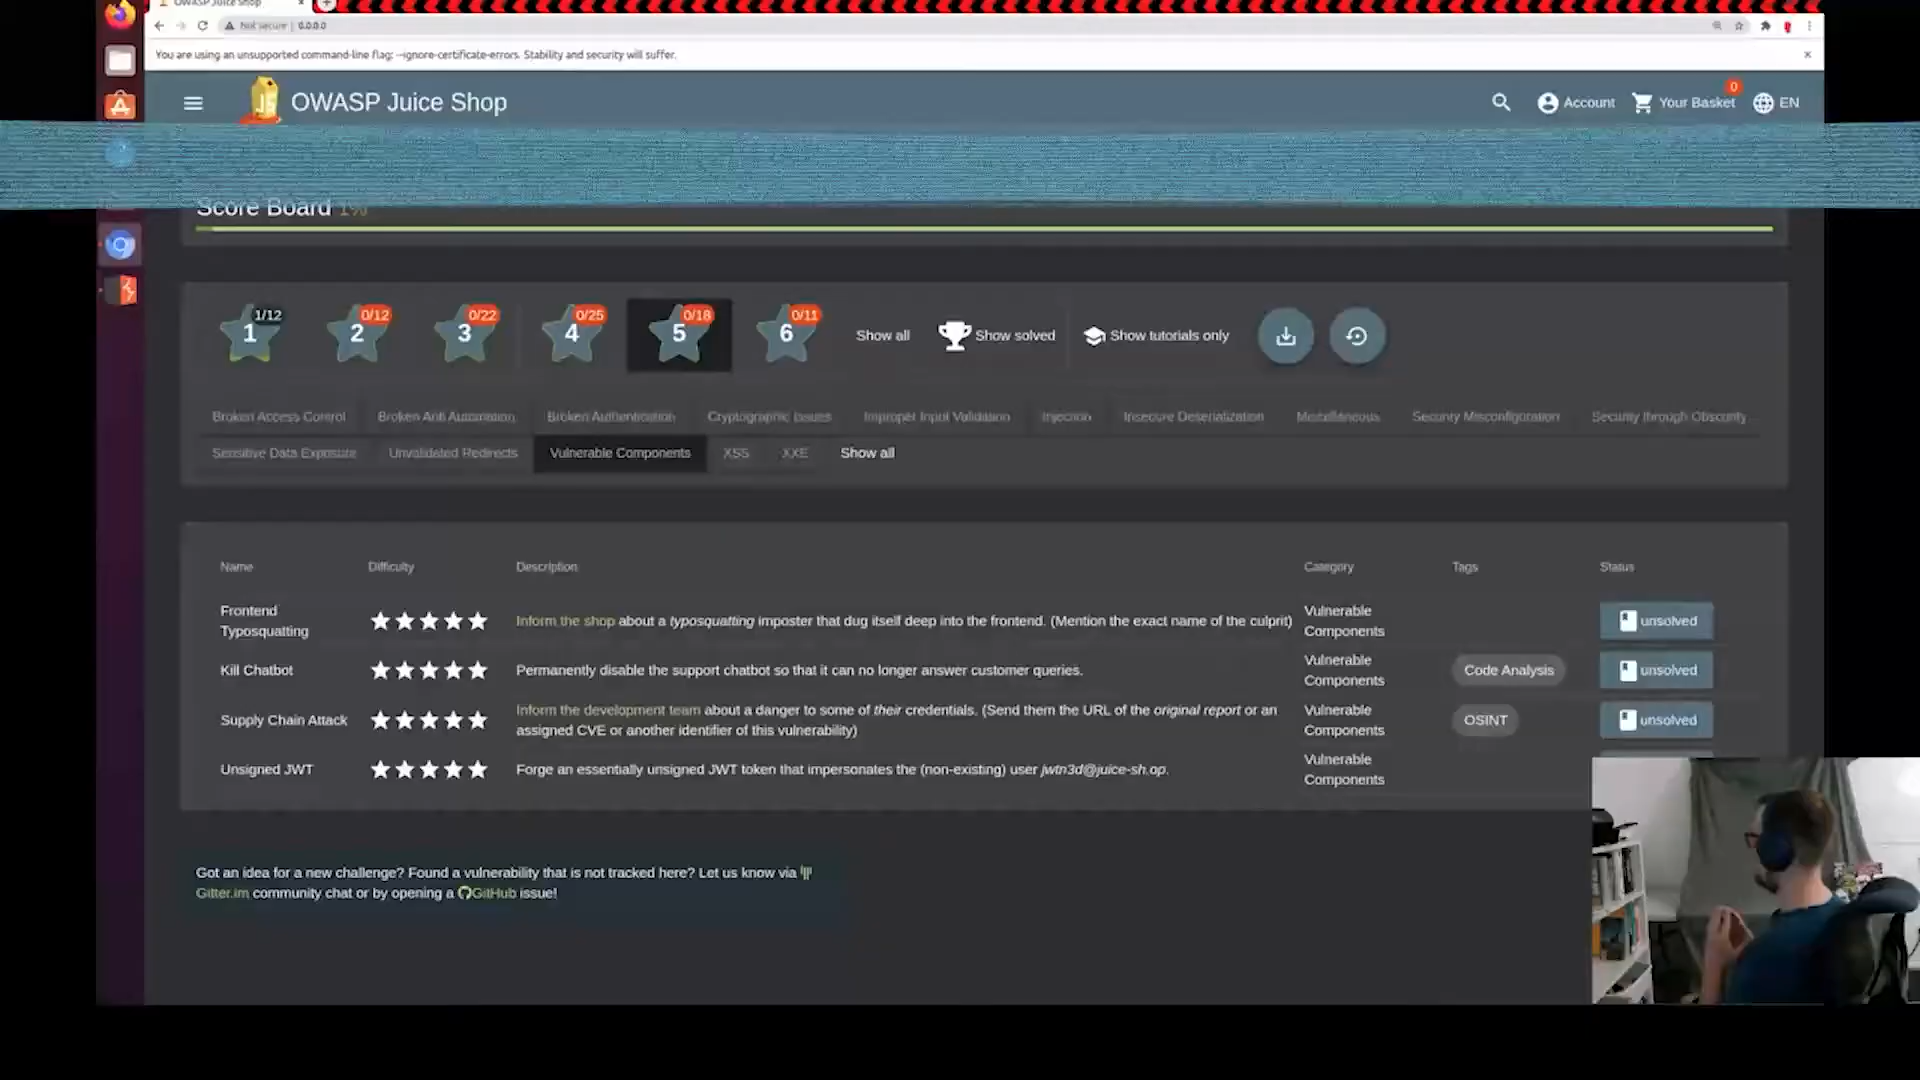 OWASP Juice Shop
Not secure | 0.0.0.0
You are using an unsupported command-line flag: --ignore-certificate-errors. Stability and security will suffer.
OWASP Juice Shop
Account
0
Your Basket
EN
Score Board 1%
1 1/12
2 0/12
3 0/22
4 0/25
5 0/18
6 0/11
Show all
Show solved
Show tutorials only
Broken Access Control Broken Anti Automation Broken Authentication Cryptographic Issues Improper Input Validation Injection Insecure Deserialization Miscellaneous Security Misconfiguration Security through Obscurity
Sensitive Data Exposure Unvalidated Redirects Vulnerable Components XSS XXE Show all
Name Difficulty Description Category Tags Status
Frontend Typosquatting
Inform the shop about a typosquatting imposter that dug itself deep into the frontend. (Mention the exact name of the culprit)
Vulnerable
Components
unsolved
Kill Chatbot
Permanently disable the support chatbot so that it can no longer answer customer queries.
Vulnerable
Components
Code Analysis
unsolved
Supply Chain Attack
Inform the development team about a danger to some of their credentials. (Send them the URL of the original report or an
assigned CVE or another identifier of this vulnerability)
Vulnerable
Components
OSINT
unsolved
Unsigned JWT
Forge an essentially unsigned JWT token that impersonates the (non-existing) user jwtn3d@juice-sh.op.
Vulnerable
Components
Got an idea for a new challenge? Found a vulnerability that is not tracked here? Let us know via
Gitter.im community chat or by opening a GitHub issue!